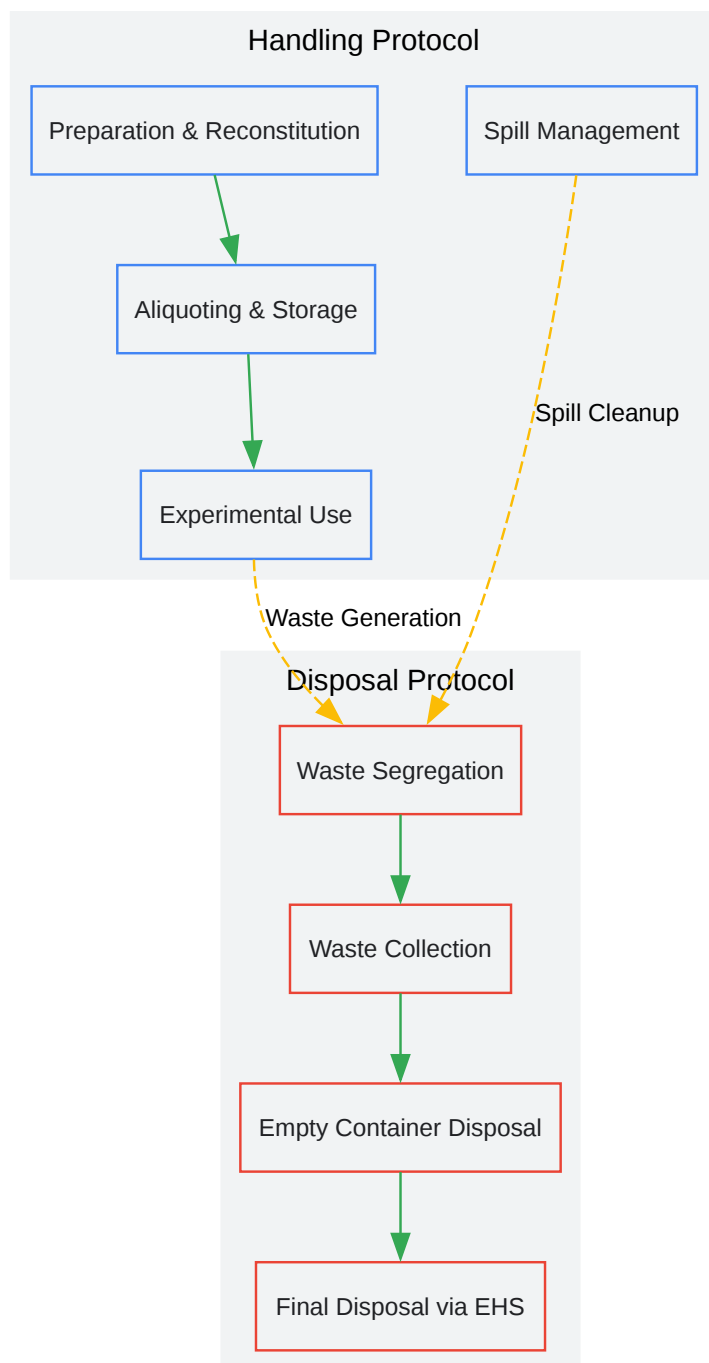 Handling Protocol
Preparation & Reconstitution
Spill Management
Aliquoting & Storage
Spill Cleanup
Experimental Use
Waste Generation
Disposal Protocol
Waste Segregation
Waste Collection
Empty Container Disposal
Final Disposal via EHS